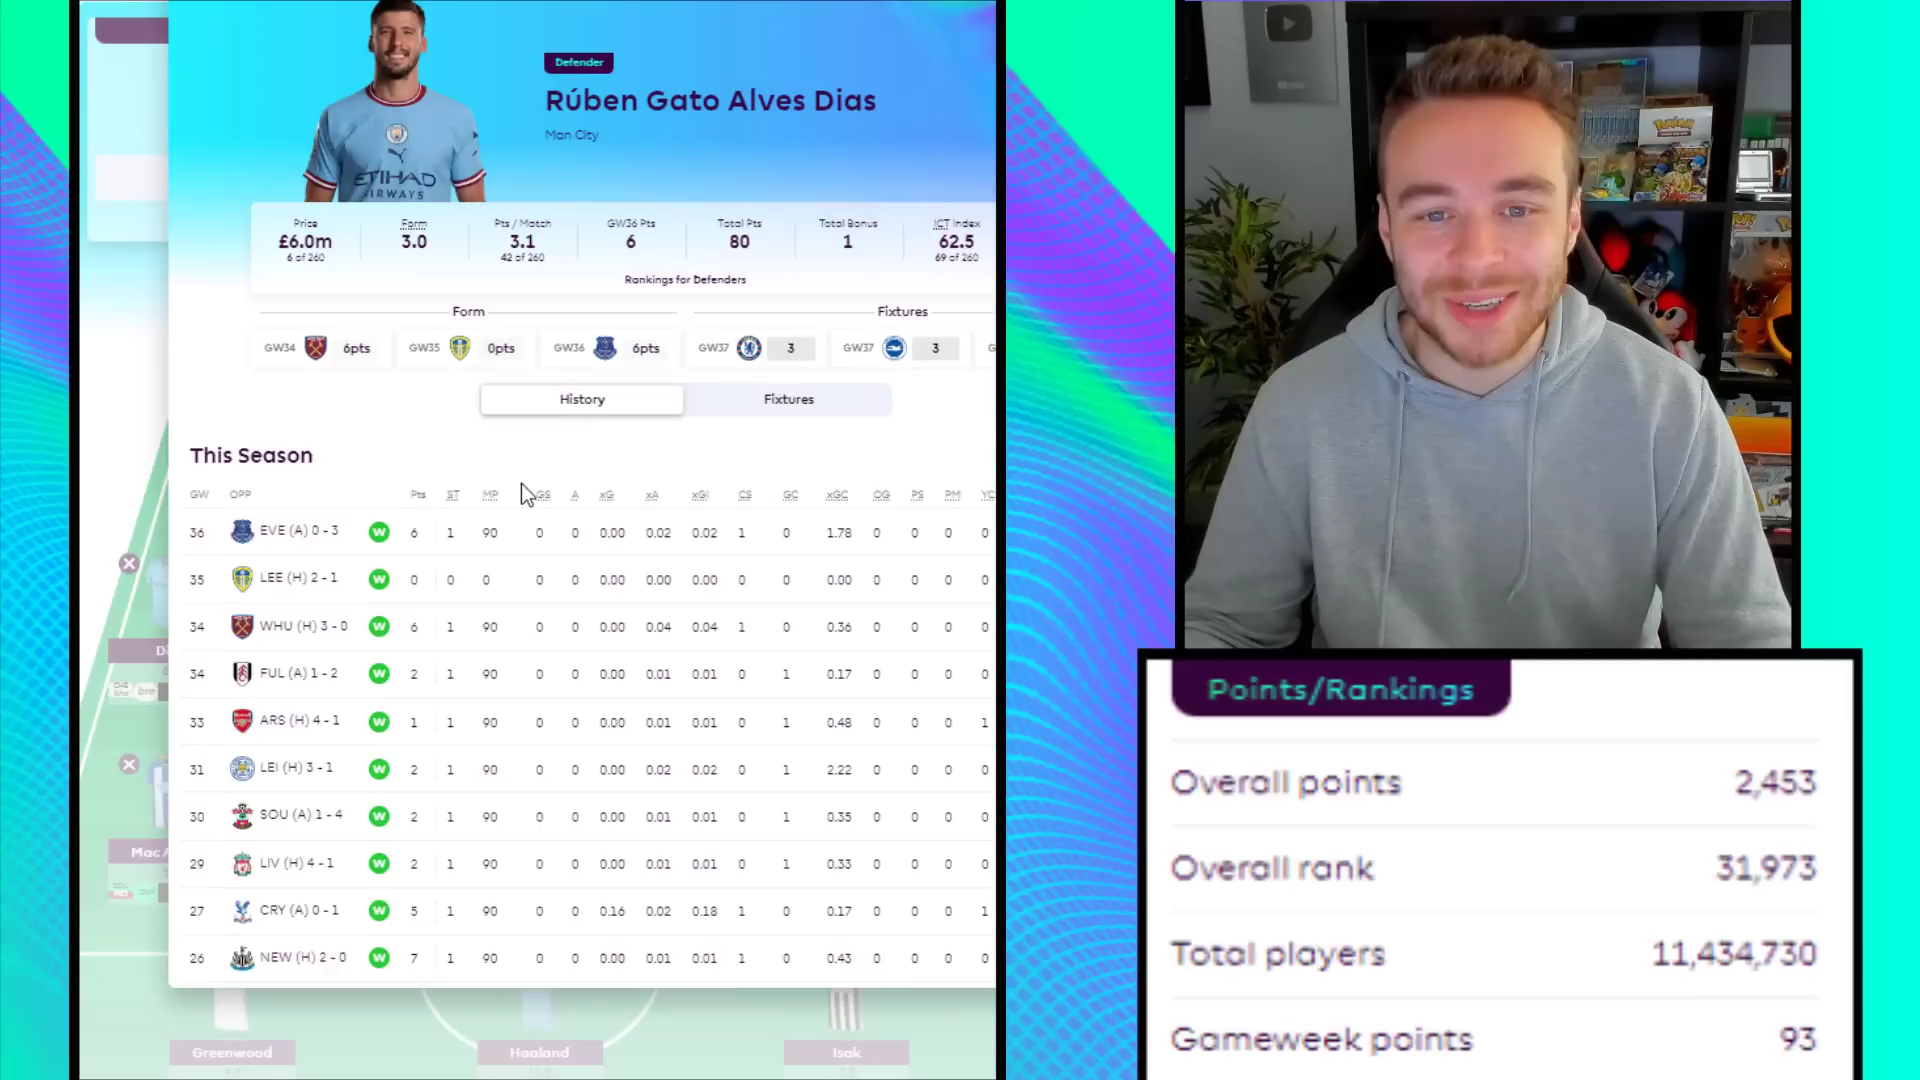 Defender
Rúben Gato Alves Dias
Man City
ETIHAD
AIRWAYS
Price Form Pts / Match GW36 Pts Total Pts Total Bonus ICT Index
£6.0m 3.0 3.1 6 80 1 62.5
6 of 260 42 of 260 69 of 260
Rankings for Defenders
Form Fixtures
GW34 6pts GW35 0pts GW36 6pts GW37 3 GW37 3 G
History Fixtures
This Season
GW OPP Pts ST MP GS A xG xA xGI CS GC xGC OG PS PM YC
36 EVE (A) 0 - 3 W 6 1 90 0 0 0.00 0.02 0.02 1 0 1.78 0 0 0 0
35 LEE (H) 2 - 1 W 0 0 0 0 0 0.00 0.00 0.00 0 0 0.00 0 0 0 0
34 WHU (H) 3 - 0 W 6 1 90 0 0 0.00 0.04 0.04 1 0 0.36 0 0 0 0
34 FUL (A) 1 - 2 W 2 1 90 0 0 0.00 0.01 0.01 0 1 0.17 0 0 0 0
33 ARS (H) 4 - 1 W 1 1 90 0 0 0.00 0.01 0.01 0 1 0.48 0 0 0 1
31 LEI (H) 3 - 1 W 2 1 90 0 0 0.00 0.02 0.02 0 1 2.22 0 0 0 0
30 SOU (A) 1 - 4 W 2 1 90 0 0 0.00 0.01 0.01 0 1 0.35 0 0 0 0
29 LIV (H) 4 - 1 W 2 1 90 0 0 0.00 0.01 0.01 0 1 0.33 0 0 0 0
27 CRY (A) 0 - 1 W 5 1 90 0 0 0.16 0.02 0.18 1 0 0.17 0 0 0 1
26 NEW (H) 2 - 0 W 7 1 90 0 0 0.00 0.01 0.01 1 0 0.43 0 0 0 0
Di
Mac A
Greenwood Haaland Isak
POKÉMON
Points/Rankings
Overall points 2,453
Overall rank 31,973
Total players 11,434,730
Gameweek points 93